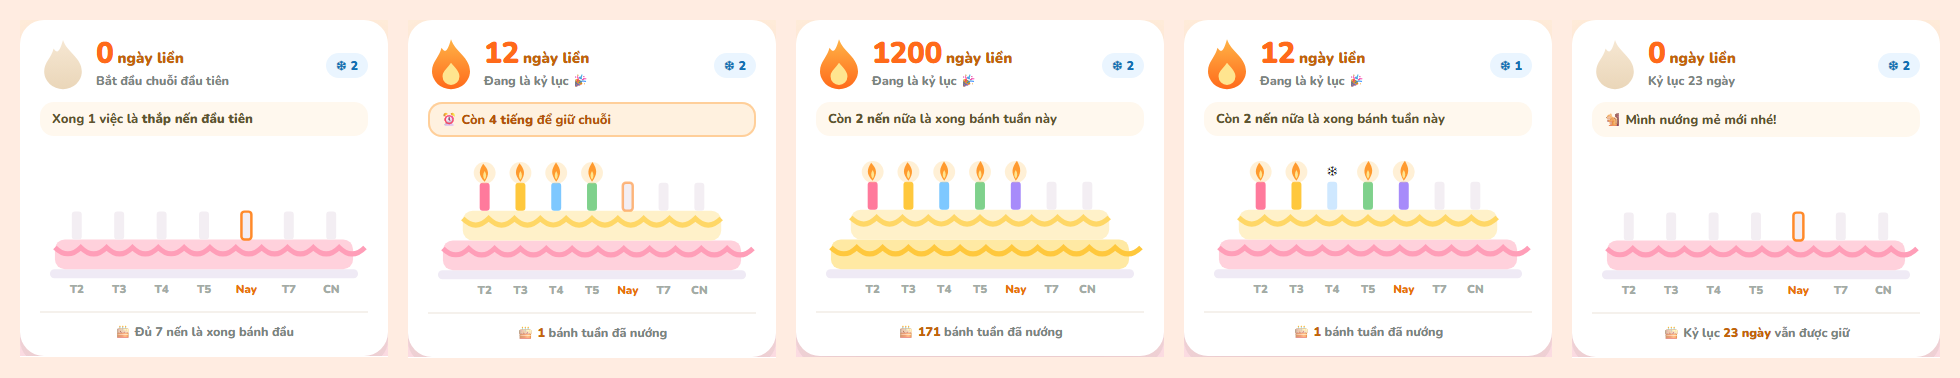 0 ngày liền
❄ 2
Bắt đầu chuỗi đầu tiên
Xong 1 việc là thắp nến đầu tiên
T2 T3 T4 T5 Nay T7 CN
Đủ 7 nến là xong bánh đầu
12 ngày liền
❄ 2
Đang là kỷ lục 🎉
⏰ Còn 4 tiếng để giữ chuỗi
T2 T3 T4 T5 Nay T7 CN
1 bánh tuần đã nướng
1200 ngày liền
❄ 2
Đang là kỷ lục 🎉
Còn 2 nến nữa là xong bánh tuần này
T2 T3 T4 T5 Nay T7 CN
171 bánh tuần đã nướng
12 ngày liền
❄ 1
Đang là kỷ lục 🎉
Còn 2 nến nữa là xong bánh tuần này
T2 T3 T4 T5 Nay T7 CN
1 bánh tuần đã nướng
0 ngày liền
❄ 2
Kỷ lục 23 ngày
Mình nướng mẻ mới nhé!
T2 T3 T4 T5 Nay T7 CN
Kỷ lục 23 ngày vẫn được giữ